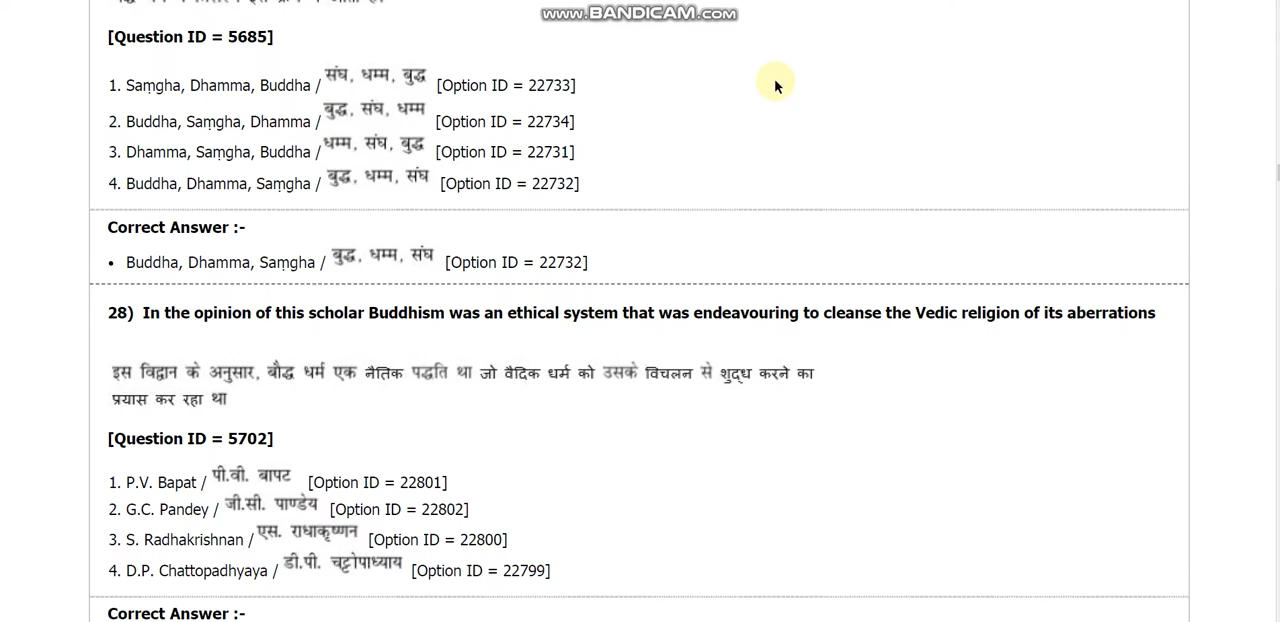 www.BANDICAM.com
[Question ID = 5685]
1. Saṃgha, Dhamma, Buddha / संघ, धम्म, बुद्ध [Option ID = 22733]
2. Buddha, Saṃgha, Dhamma / बुद्ध, संघ, धम्म [Option ID = 22734]
3. Dhamma, Saṃgha, Buddha / धम्म, संघ, बुद्ध [Option ID = 22731]
4. Buddha, Dhamma, Saṃgha / बुद्ध, धम्म, संघ [Option ID = 22732]
Correct Answer :-
• Buddha, Dhamma, Saṃgha / बुद्ध, धम्म, संघ [Option ID = 22732]
28) In the opinion of this scholar Buddhism was an ethical system that was endeavouring to cleanse the Vedic religion of its aberrations
इस विद्वान के अनुसार, बौद्ध धर्म एक नैतिक पद्धति था जो वैदिक धर्म को उसके विचलन से शुद्ध करने का
प्रयास कर रहा था
[Question ID = 5702]
1. P.V. Bapat / पी.वी. बापट [Option ID = 22801]
2. G.C. Pandey / जी.सी. पाण्डेय [Option ID = 22802]
3. S. Radhakrishnan / एस. राधाकृष्णन [Option ID = 22800]
4. D.P. Chattopadhyaya / डी.पी. चट्टोपाध्याय [Option ID = 22799]
Correct Answer :-